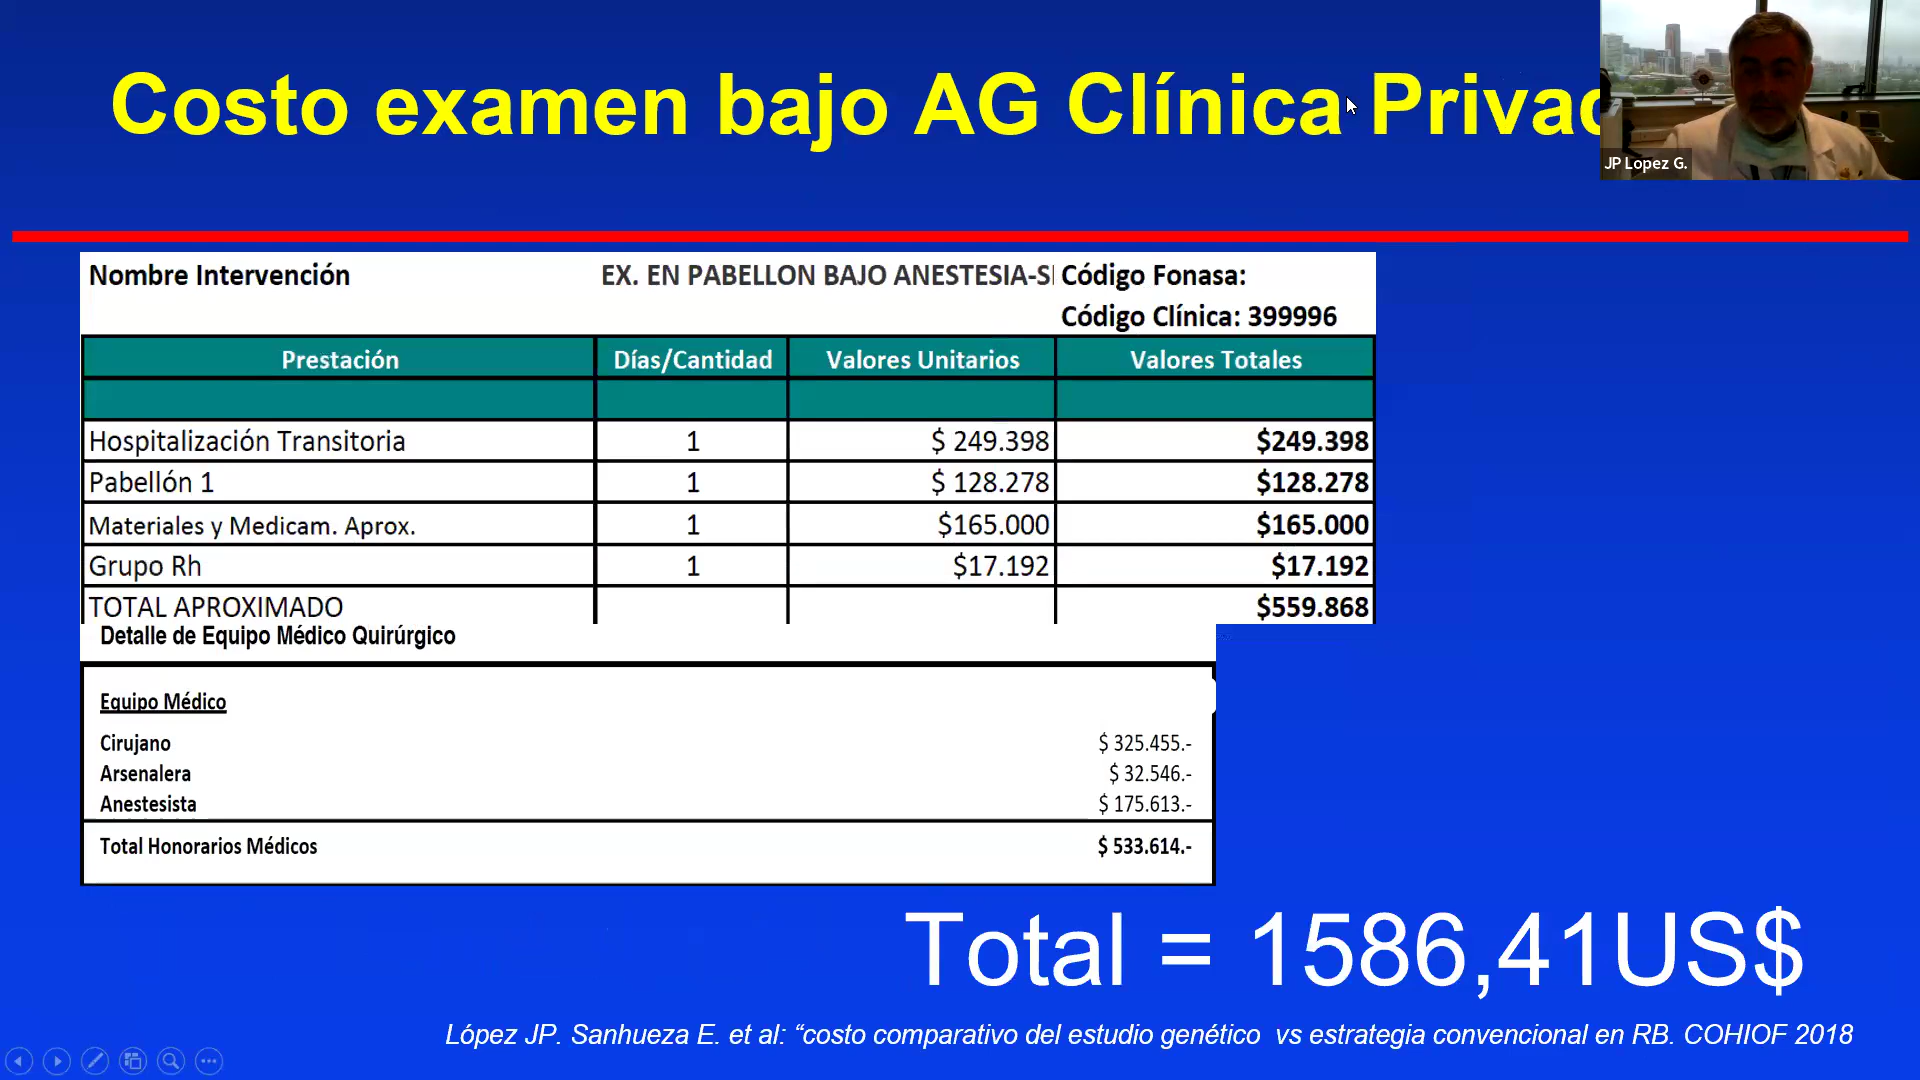 Costo examen bajo AG Clínica Privad
JP Lopez G.
Nombre Intervención EX. EN PABELLON BAJO ANESTESIA-SI Código Fonasa:
Código Clínica: 399996
Prestación Días/Cantidad Valores Unitarios Valores Totales
Hospitalización Transitoria 1 $ 249.398 $249.398
Pabellón 1 1 $ 128.278 $128.278
Materiales y Medicam. Aprox. 1 $165.000 $165.000
Grupo Rh 1 $17.192 $17.192
TOTAL APROXIMADO $559.868
Detalle de Equipo Médico Quirúrgico
Equipo Médico
Cirujano $ 325.455.-
Arsenalera $ 32.546.-
Anestesista $ 175.613.-
Total Honorarios Médicos $ 533.614.-
Total = 1586,41US$
López JP. Sanhueza E. et al: “costo comparativo del estudio genético vs estrategia convencional en RB. COHIOF 2018